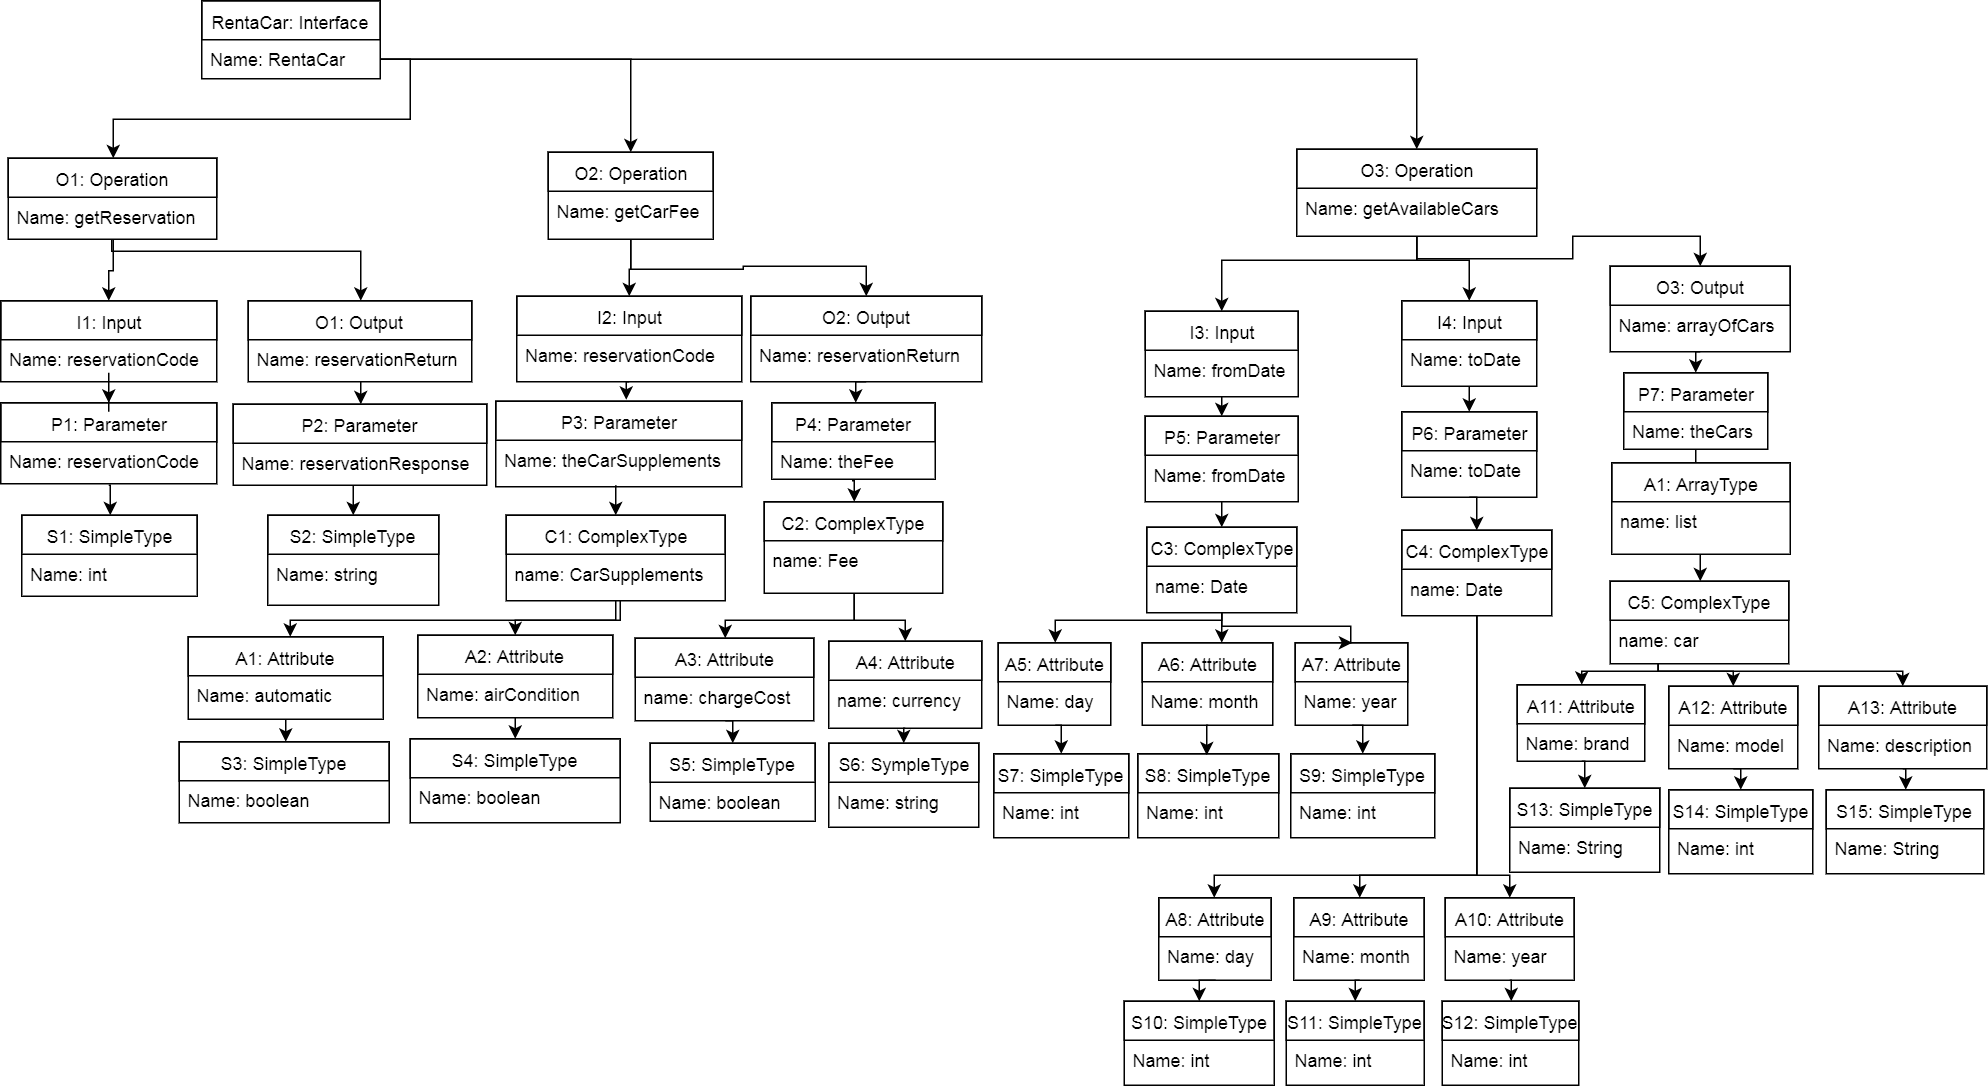 RentaCar: Interface
Name: RentaCar
O1: Operation
Name: getReservation
O2: Operation
Name: getCarFee
O3: Operation
Name: getAvailableCars
I1: Input
Name: reservationCode
O1: Output
Name: reservationReturn
I2: Input
Name: reservationCode
O2: Output
Name: reservationReturn
I3: Input
Name: fromDate
I4: Input
Name: toDate
O3: Output
Name: arrayOfCars
P1: Parameter
Name: reservationCode
P2: Parameter
Name: reservationResponse
P3: Parameter
Name: theCarSupplements
P4: Parameter
Name: theFee
P5: Parameter
Name: fromDate
P6: Parameter
Name: toDate
P7: Parameter
Name: theCars
A1: ArrayType
name: list
S1: SimpleType
Name: int
S2: SimpleType
Name: string
C1: ComplexType
name: CarSupplements
C2: ComplexType
name: Fee
C3: ComplexType
name: Date
C4: ComplexType
name: Date
C5: ComplexType
name: car
A1: Attribute
Name: automatic
A2: Attribute
Name: airCondition
A3: Attribute
name: chargeCost
A4: Attribute
name: currency
A5: Attribute
Name: day
A6: Attribute
Name: month
A7: Attribute
Name: year
A11: Attribute
Name: brand
A12: Attribute
Name: model
A13: Attribute
Name: description
S3: SimpleType
Name: boolean
S4: SimpleType
Name: boolean
S5: SimpleType
Name: boolean
S6: SympleType
Name: string
S7: SimpleType
Name: int
S8: SimpleType
Name: int
S9: SimpleType
Name: int
S13: SimpleType
Name: String
S14: SimpleType
Name: int
S15: SimpleType
Name: String
A8: Attribute
Name: day
A9: Attribute
Name: month
A10: Attribute
Name: year
S10: SimpleType
Name: int
S11: SimpleType
Name: int
S12: SimpleType
Name: int